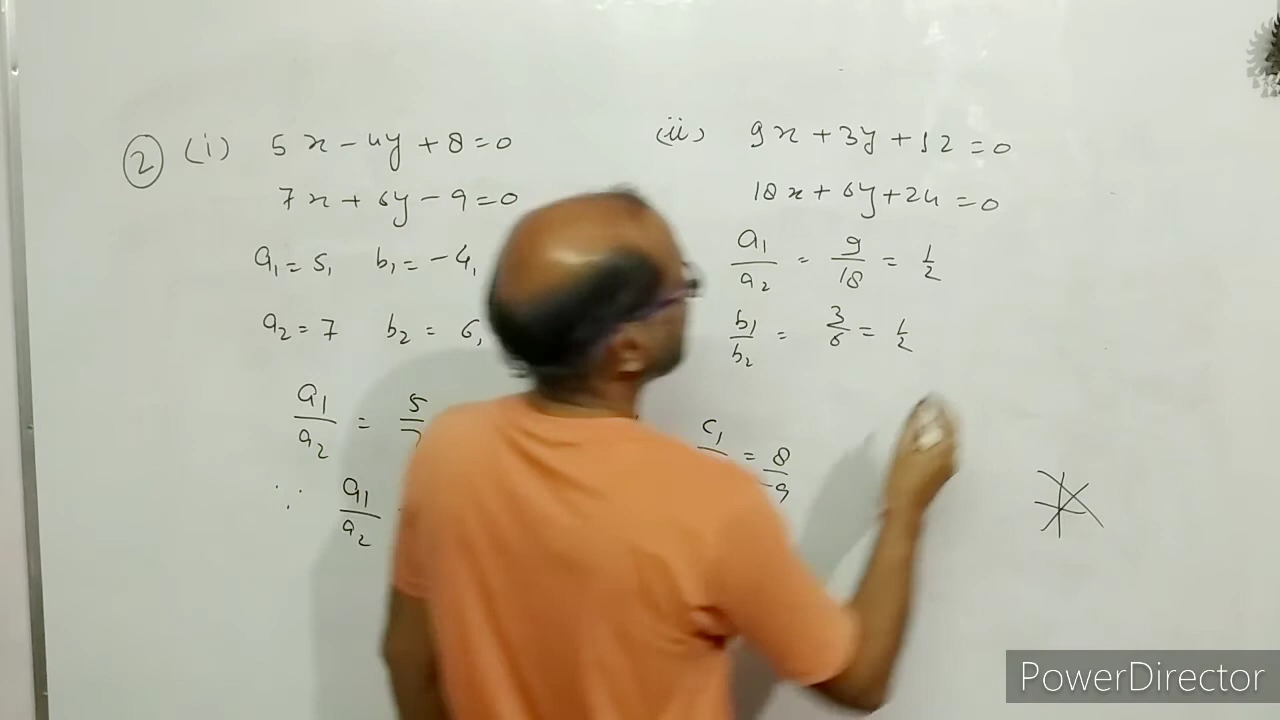 ② (i) 5x - 4y + 8 = 0
7x + 6y - 9 = 0
a₁ = 5, b₁ = -4,
a₂ = 7 b₂ = 6,
a₁/a₂ = 5/
∵ a₁/a₂
c₁/ = 8/-9
(ii) 9x + 3y + 12 = 0
18x + 6y + 24 = 0
a₁/a₂ = 9/18 = 1/2
b₁/b₂ = 3/6 = 1/2
PowerDirector